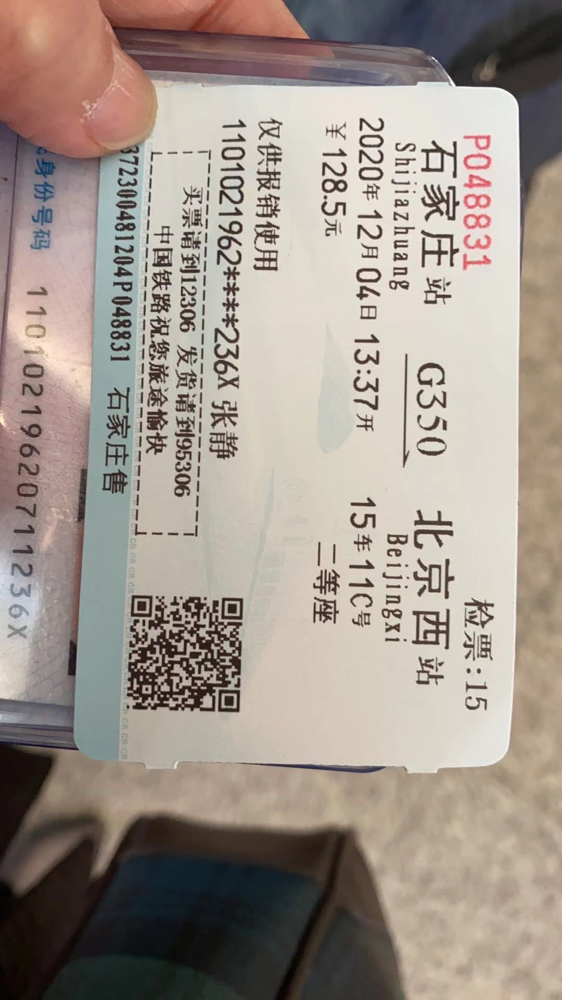 P048831 检票:15
石家庄站 G350 北京西站
Shijiazhuang Beijingxi
2020年12月04日13:37开 15车11C号
￥128.5元 二等座
仅供报销使用
1101021962****236X 张静
买票请到12306 发货请到95306
中国铁路祝您旅途愉快
372300481204P048831 石家庄售
身份号码 11010219620711236X